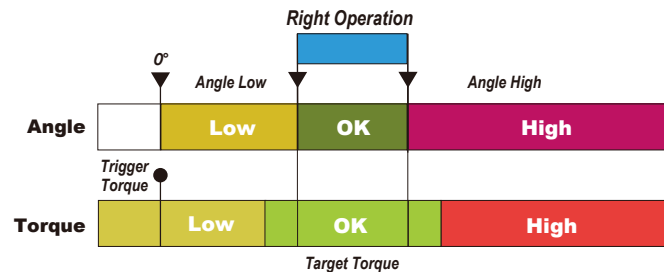 Right Operation
0°
Angle Low
Angle High
Angle
Low
OK
High
Trigger
Torque
Torque
Low
OK
High
Target Torque